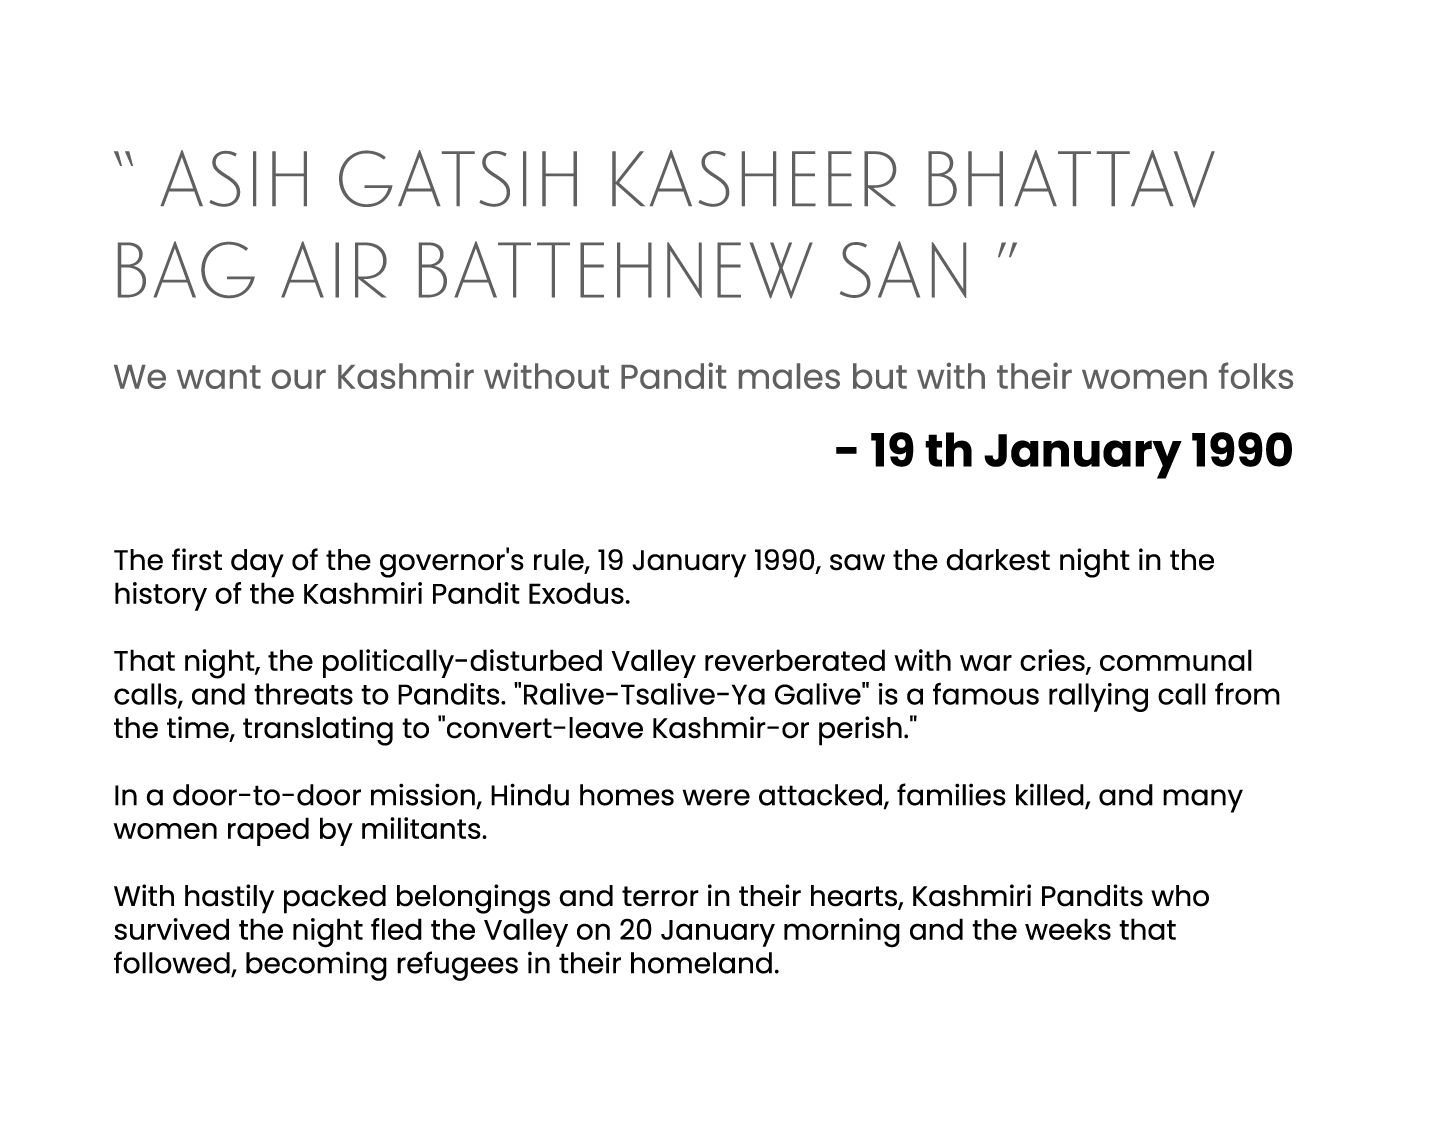 “ ASIH GATSIH KASHEER BHATTAV
BAG AIR BATTEHNEW SAN ”
We want our Kashmir without Pandit males but with their women folks
- 19 th January 1990
The first day of the governor's rule, 19 January 1990, saw the darkest night in the
history of the Kashmiri Pandit Exodus.
That night, the politically-disturbed Valley reverberated with war cries, communal
calls, and threats to Pandits. "Ralive-Tsalive-Ya Galive" is a famous rallying call from
the time, translating to "convert-leave Kashmir-or perish."
In a door-to-door mission, Hindu homes were attacked, families killed, and many
women raped by militants.
With hastily packed belongings and terror in their hearts, Kashmiri Pandits who
survived the night fled the Valley on 20 January morning and the weeks that
followed, becoming refugees in their homeland.